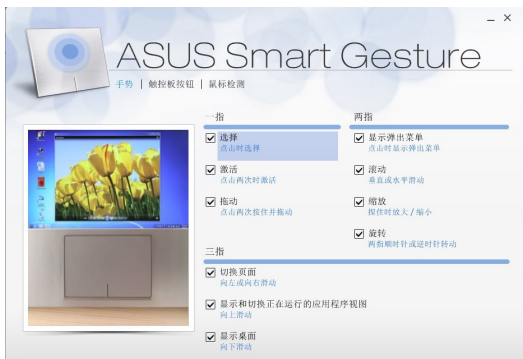 ASUS Smart Gesture
手势 | 触控板按钮 | 鼠标检测
一指
选择
点击时选择
激活
点击两次时激活
拖动
点击两次按住并拖动
两指
显示弹出菜单
点击时显示弹出菜单
滚动
垂直或水平滑动
缩放
捏住时放大 / 缩小
旋转
两指顺时针或逆时针转动
三指
切换页面
向左或向右滑动
显示和切换正在运行的应用程序视图
向上滑动
显示桌面
向下滑动